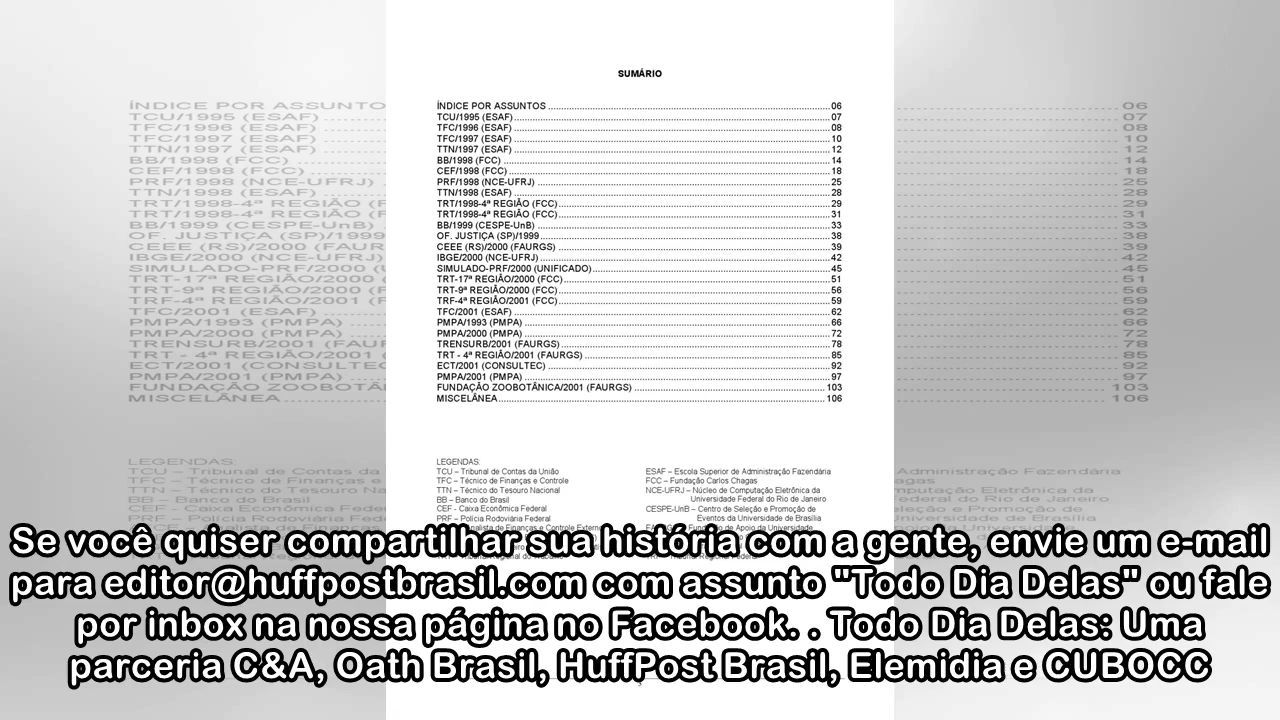 SUMÁRIO
ÍNDICE POR ASSUNTOS ... 06
TCU/1995 (ESAF) ... 07
TFC/1996 (ESAF) ... 08
TFC/1997 (ESAF) ... 10
TTN/1997 (ESAF) ... 12
BB/1998 (FCC) ... 14
CEF/1998 (FCC) ... 18
PRF/1998 (NCE-UFRJ) ... 25
TTN/1998 (ESAF) ... 28
TRT/1998-4ª REGIÃO (FCC) ... 29
TRT/1998-4ª REGIÃO (FCC) ... 31
BB/1999 (CESPE-UnB) ... 33
OF. JUSTIÇA (SP)/1999 ... 38
CEEE (RS)/2000 (FAURGS) ... 39
IBGE/2000 (NCE-UFRJ) ... 42
SIMULADO-PRF/2000 (UNIFICADO) ... 45
TRT-17ª REGIÃO/2000 (FCC) ... 51
TRT-9ª REGIÃO/2000 (FCC) ... 56
TRF-4ª REGIÃO/2001 (FCC) ... 59
TFC/2001 (ESAF) ... 62
PMPA/1993 (PMPA) ... 66
PMPA/2000 (PMPA) ... 72
TRENSURB/2001 (FAURGS) ... 78
TRT - 4ª REGIÃO/2001 (FAURGS) ... 85
ECT/2001 (CONSULTEC) ... 92
PMPA/2001 (PMPA) ... 97
FUNDAÇÃO ZOOBOTÂNICA/2001 (FAURGS) ... 103
MISCELÂNEA ... 106
LEGENDAS:
TCU – Tribunal de Contas da União
TFC – Técnico de Finanças e Controle
TTN – Técnico do Tesouro Nacional
BB – Banco do Brasil
CEF - Caixa Econômica Federal
PRF – Polícia Rodoviária Federal
ESAF – Escola Superior de Administração Fazendária
FCC – Fundação Carlos Chagas
NCE-UFRJ – Núcleo de Computação Eletrônica da
Universidade Federal do Rio de Janeiro
CESPE-UnB – Centro de Seleção e Promoção de
Eventos da Universidade de Brasília
Se você quiser compartilhar sua história com a gente, envie um e-mail
para editor@huffpostbrasil.com com assunto "Todo Dia Delas" ou fale
por inbox na nossa página no Facebook. . Todo Dia Delas: Uma
parceria C&A, Oath Brasil, HuffPost Brasil, Elemidia e CUBOCC